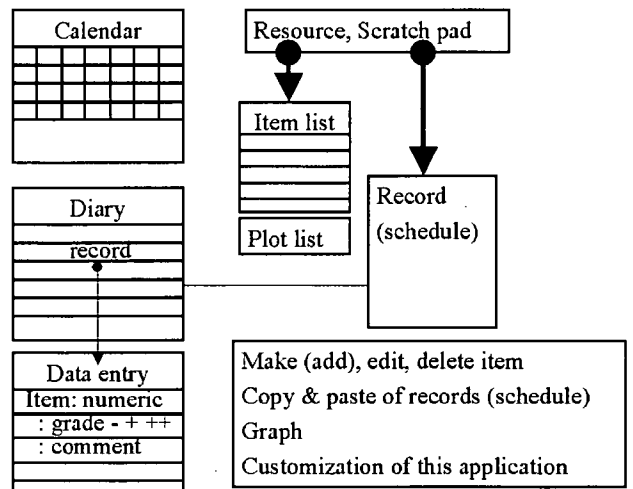 Calendar
Resource, Scratch pad
Item list
Plot list
Record
(schedule)
Diary
record
Data entry
Item: numeric
: grade - + ++
: comment
Make (add), edit, delete item
Copy & paste of records (schedule)
Graph
Customization of this application